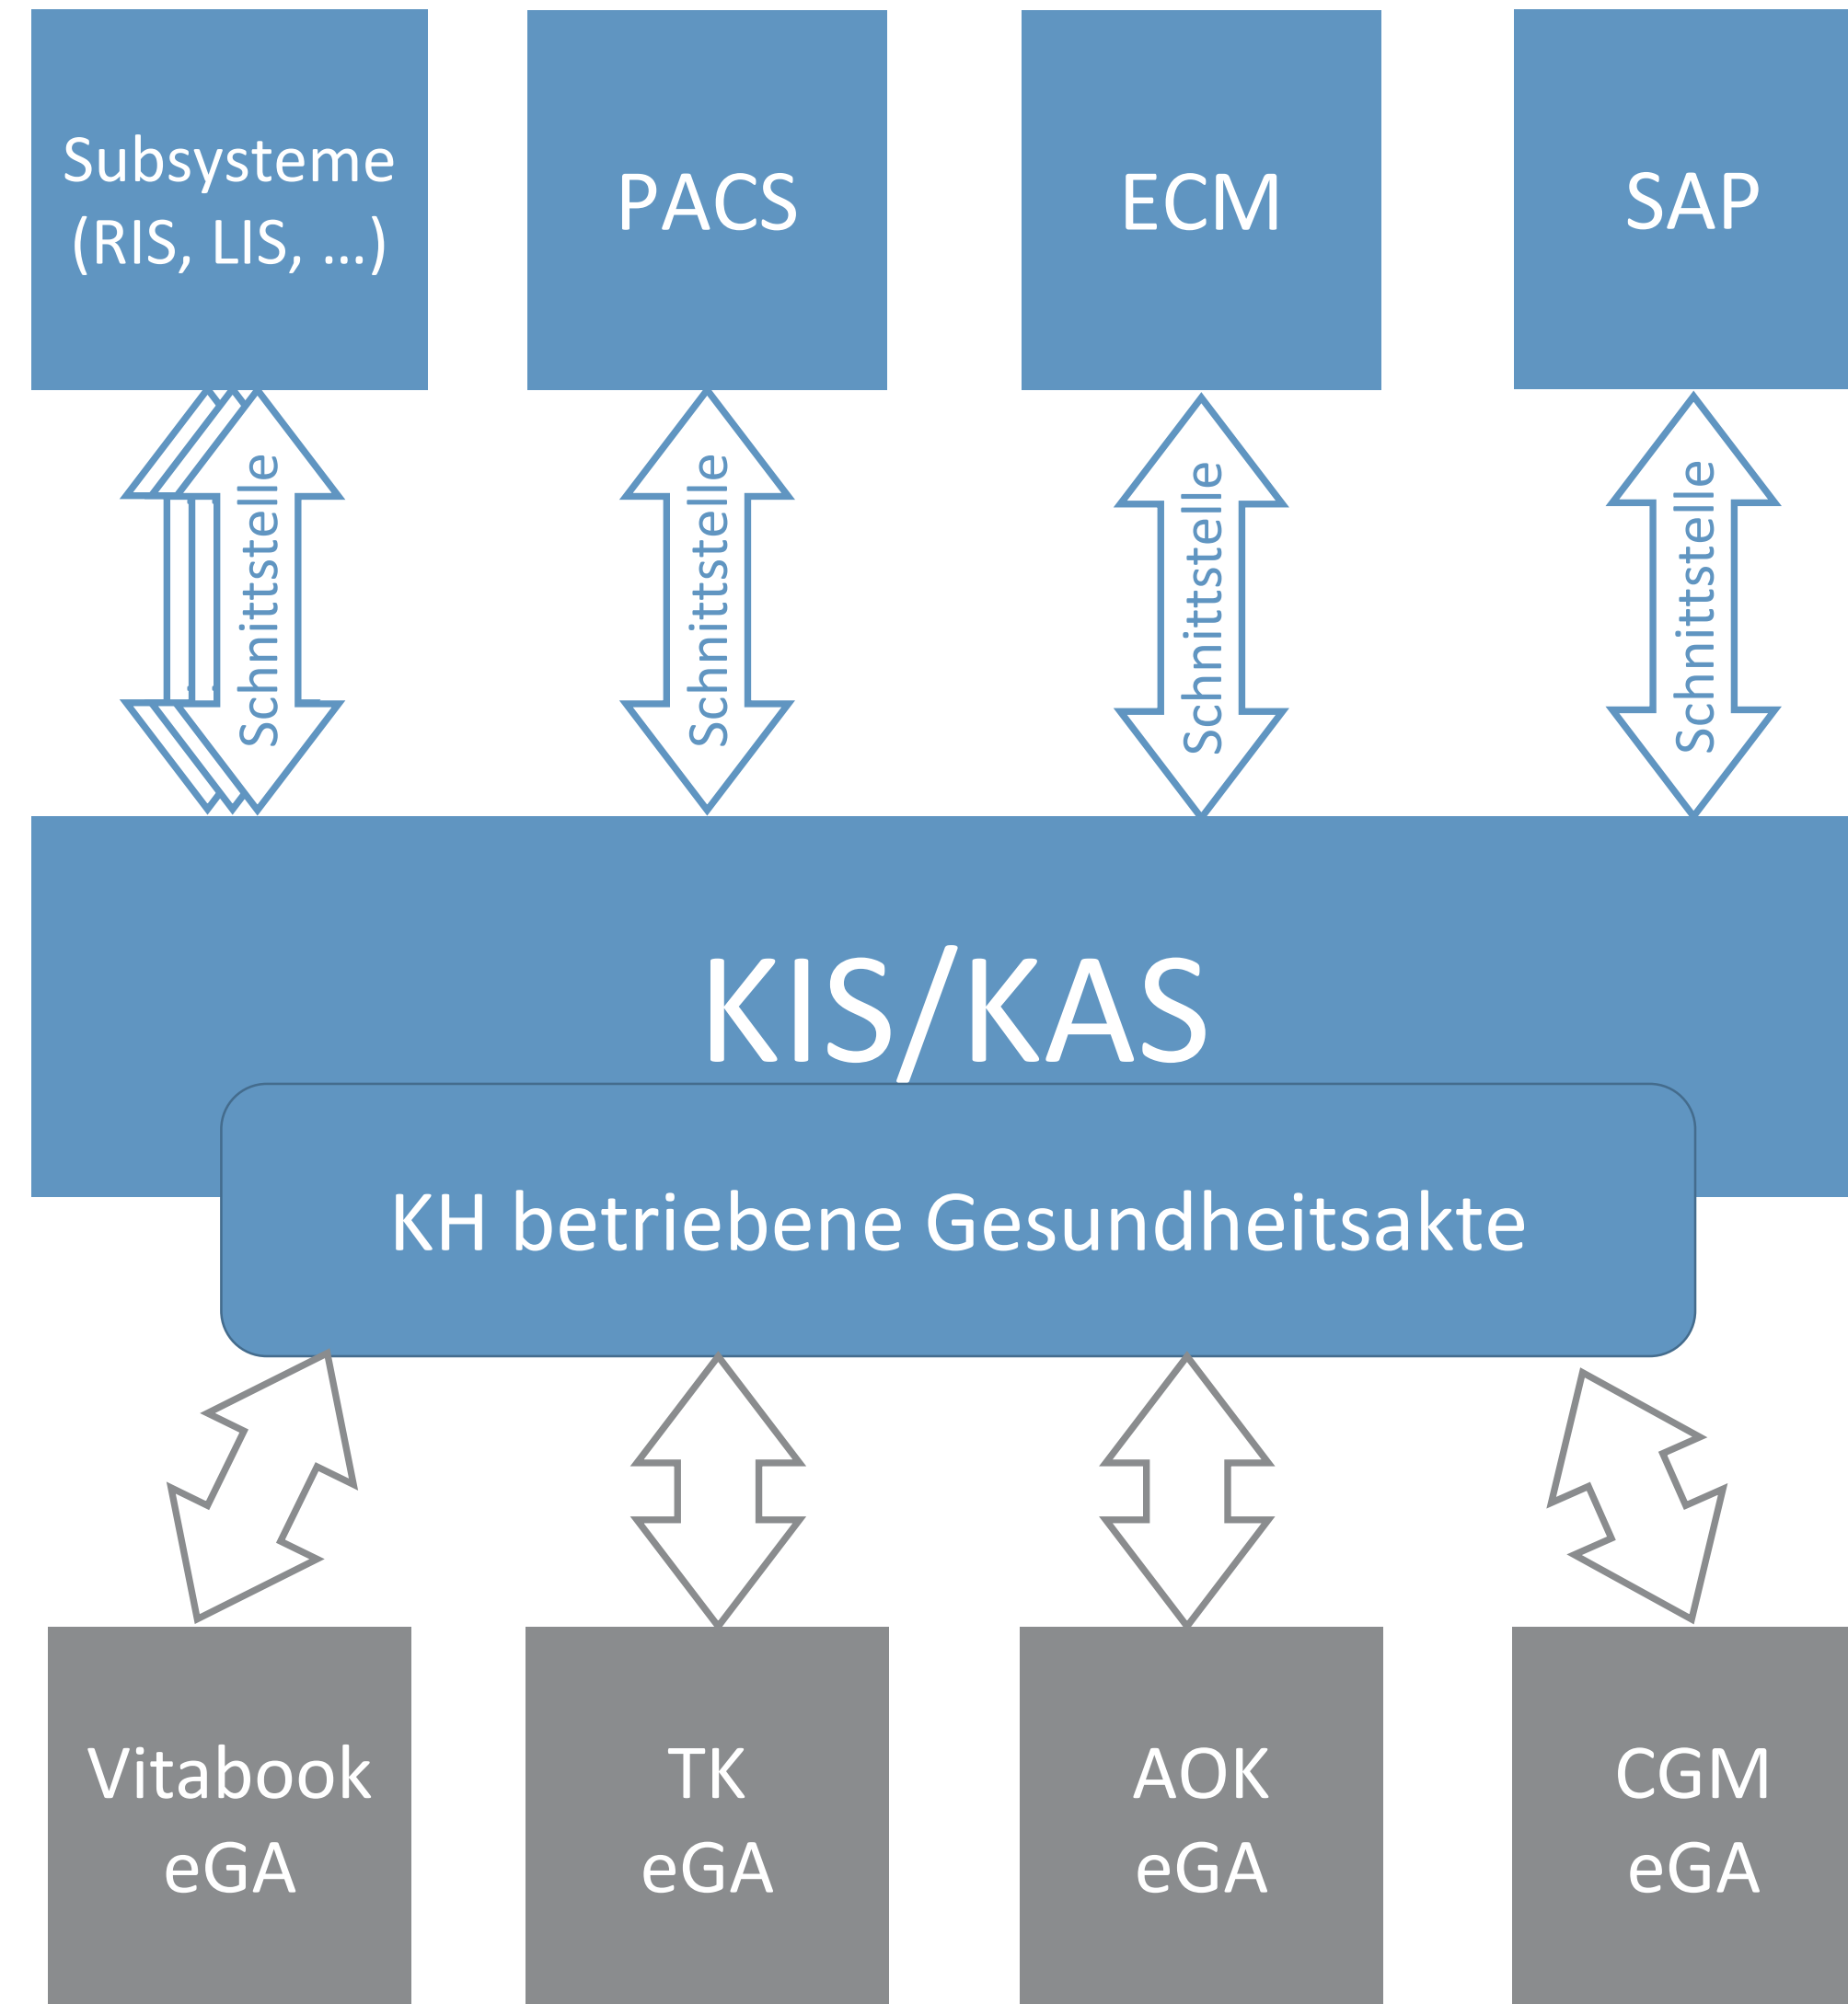 Subsysteme
(RIS, LIS, ...)
PACS
ECM
SAP
Schnittstelle
Schnittstelle
Schnittstelle
Schnittstelle
KIS/KAS
KH betriebene Gesundheitsakte
Vitabook
eGA
TK
eGA
AOK
eGA
CGM
eGA